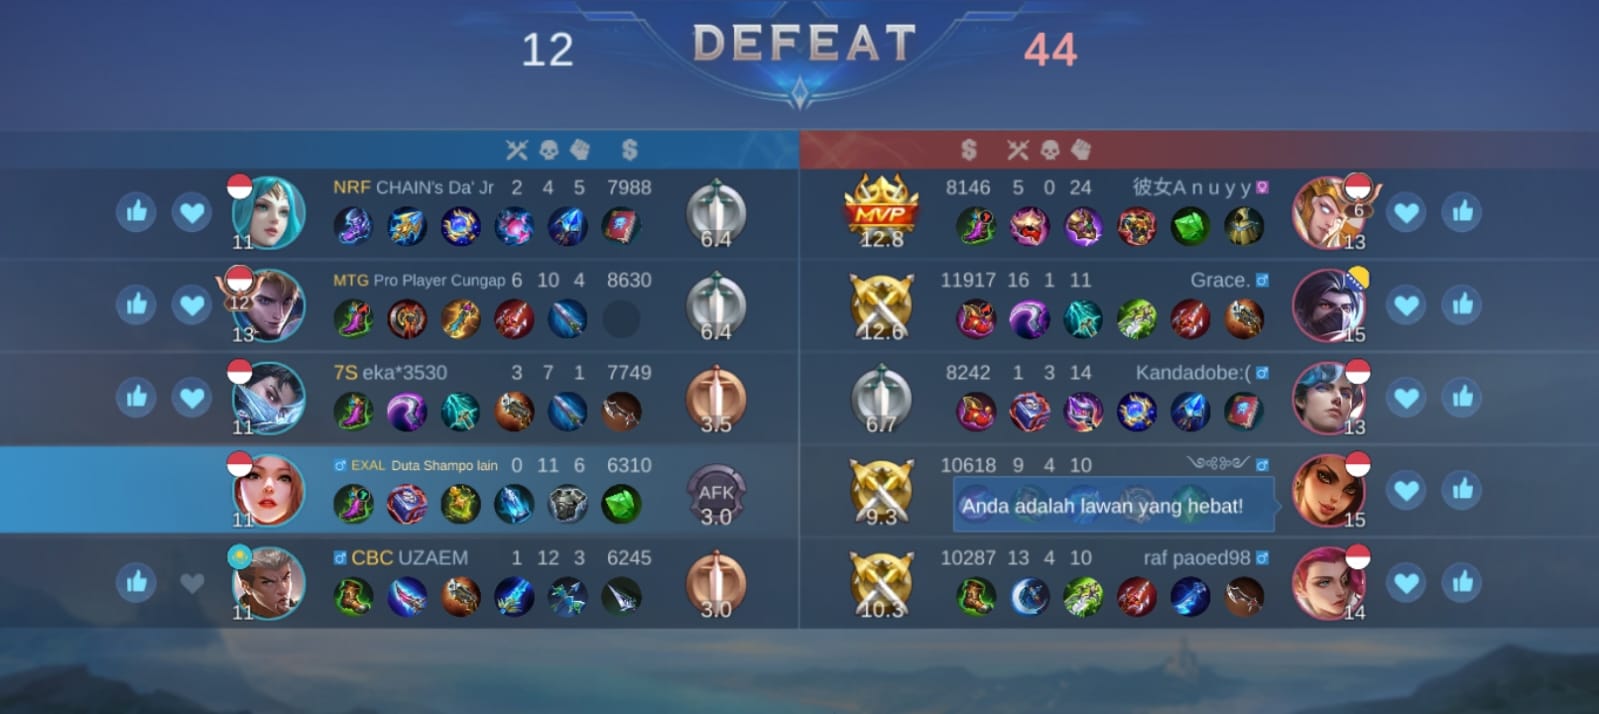 12 DEFEAT 44
11 NRF CHAIN's Da' Jr 2 4 5 7988 6.4
MVP 12.8 8146 5 0 24 彼女A n u y y 6 13
12 13 MTG Pro Player Cungap 6 10 4 8630 6.4
12.6 11917 16 1 11 Grace. 15
11 7S eka*3530 3 7 1 7749 3.5
6.7 8242 1 3 14 Kandadobe:( 13
11 EXAL Duta Shampo lain 0 11 6 6310 AFK 3.0
9.3 10618 9 4 10 15
Anda adalah lawan yang hebat!
11 CBC UZAEM 1 12 3 6245 3.0
10.3 10287 13 4 10 raf paoed98 14